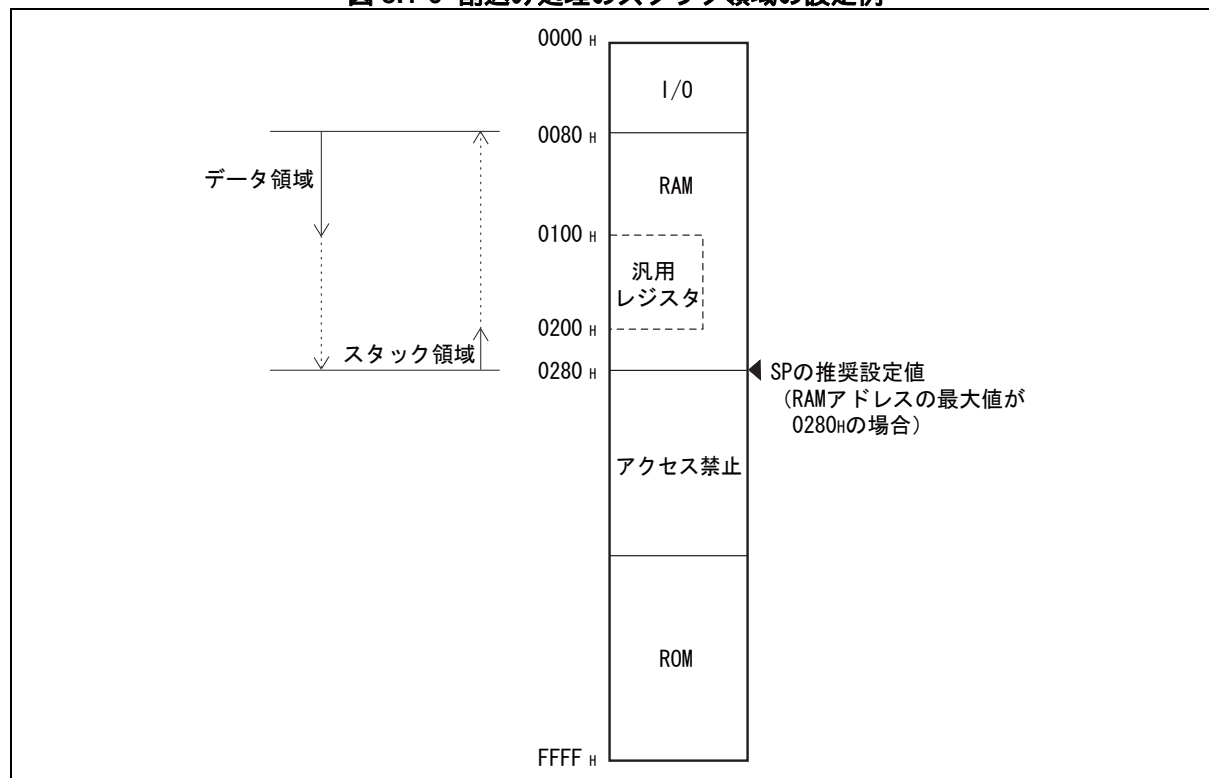 図 3.4-6 割込み処理のスタック領域の設定例
0000 H
I/O
0080 H
データ領域
RAM
0100 H
汎用
レジスタ
0200 H
スタック領域
0280 H
SPの推奨設定値
(RAMアドレスの最大値が
0280Hの場合)
アクセス禁止
ROM
FFFF H